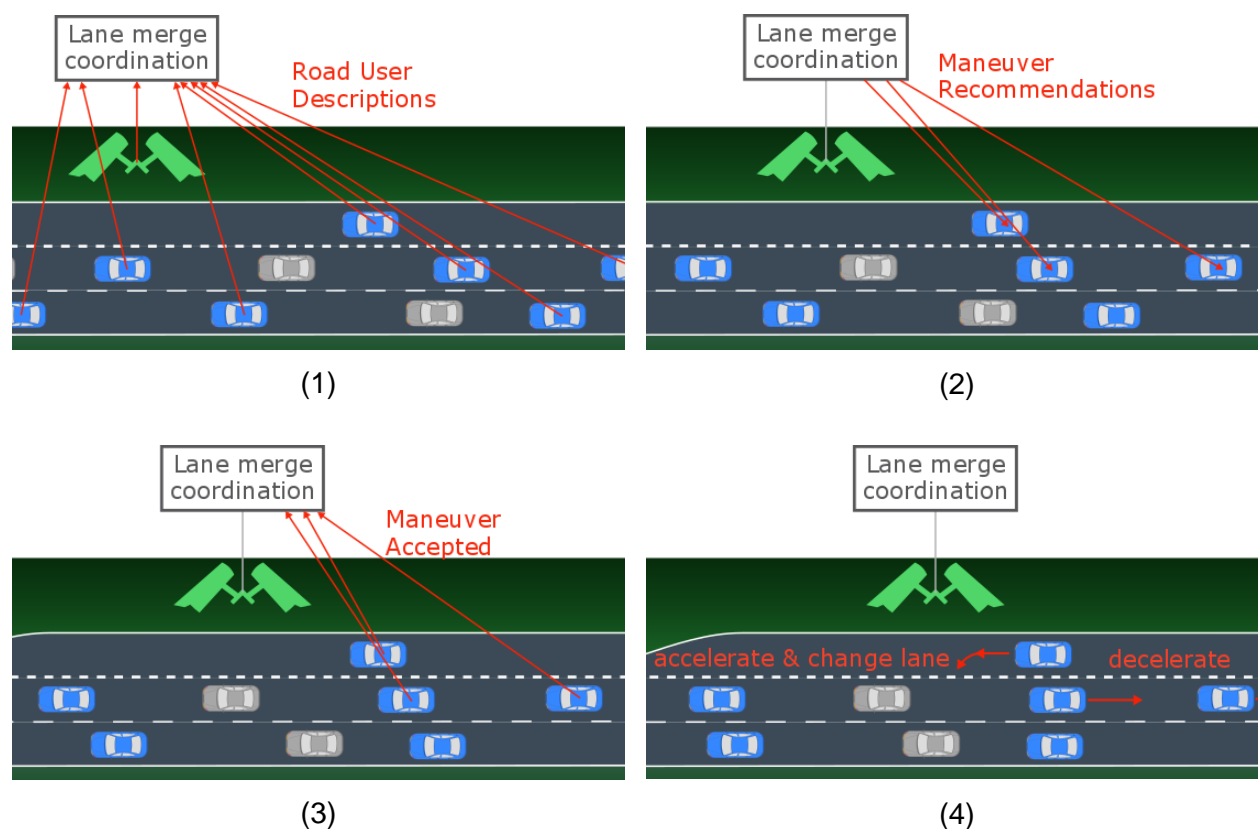 Lane merge
coordination
Road User
Descriptions
(1)
Lane merge
coordination
Maneuver
Recommendations
(2)
Lane merge
coordination
Maneuver
Accepted
(3)
Lane merge
coordination
accelerate & change lane
decelerate
(4)